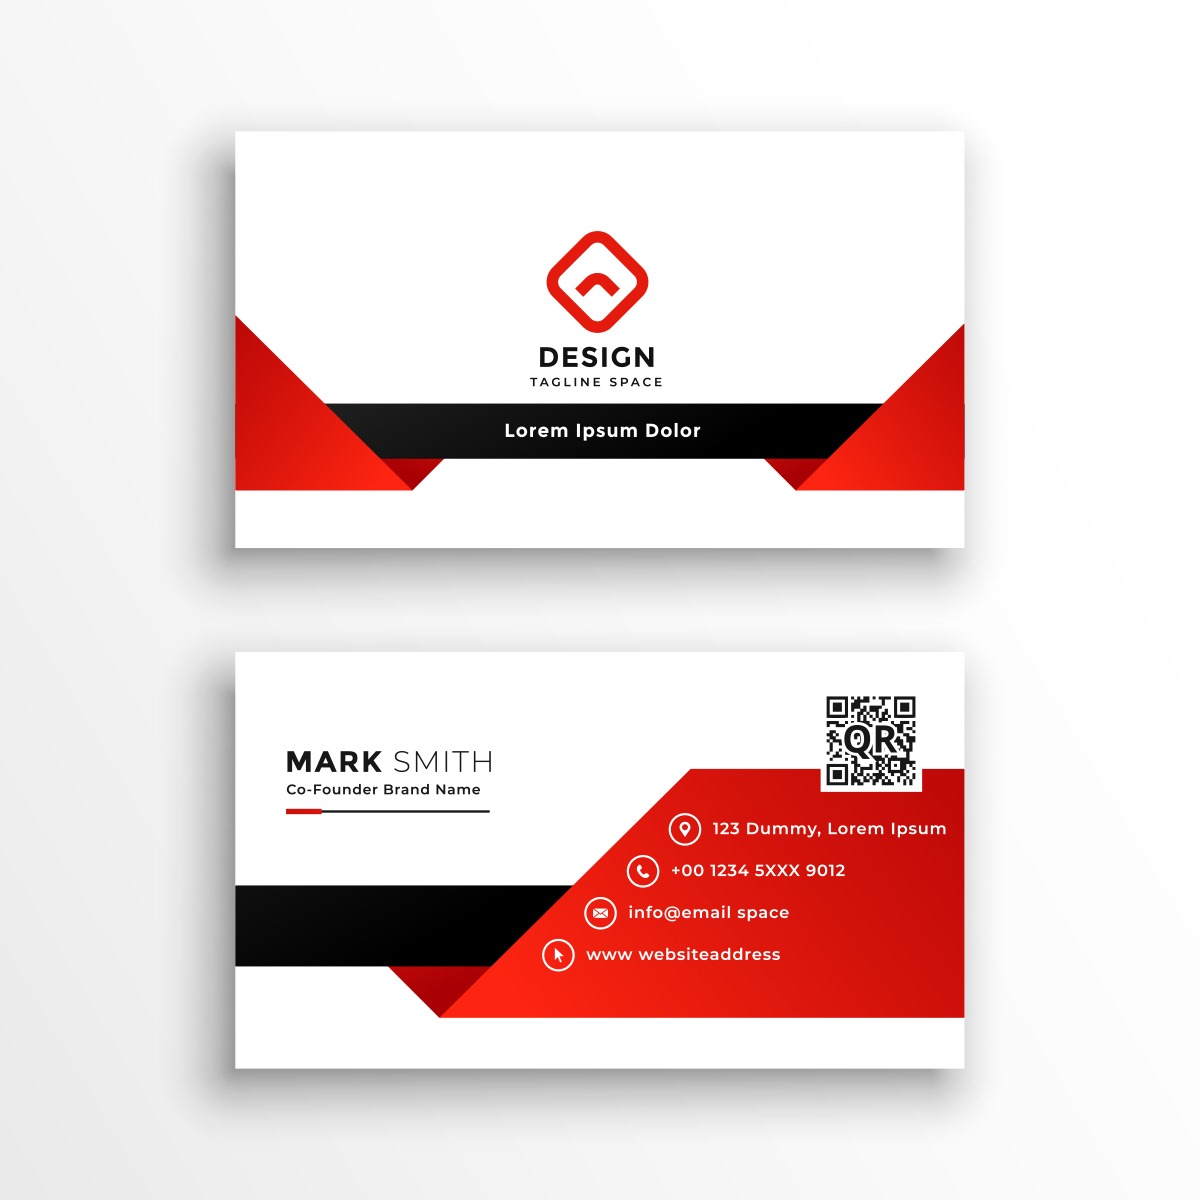 DESIGN
TAGLINE SPACE
Lorem Ipsum Dolor
QR
MARK SMITH
Co-Founder Brand Name
123 Dummy, Lorem Ipsum
+00 1234 5XXX 9012
info@email space
www websiteaddress